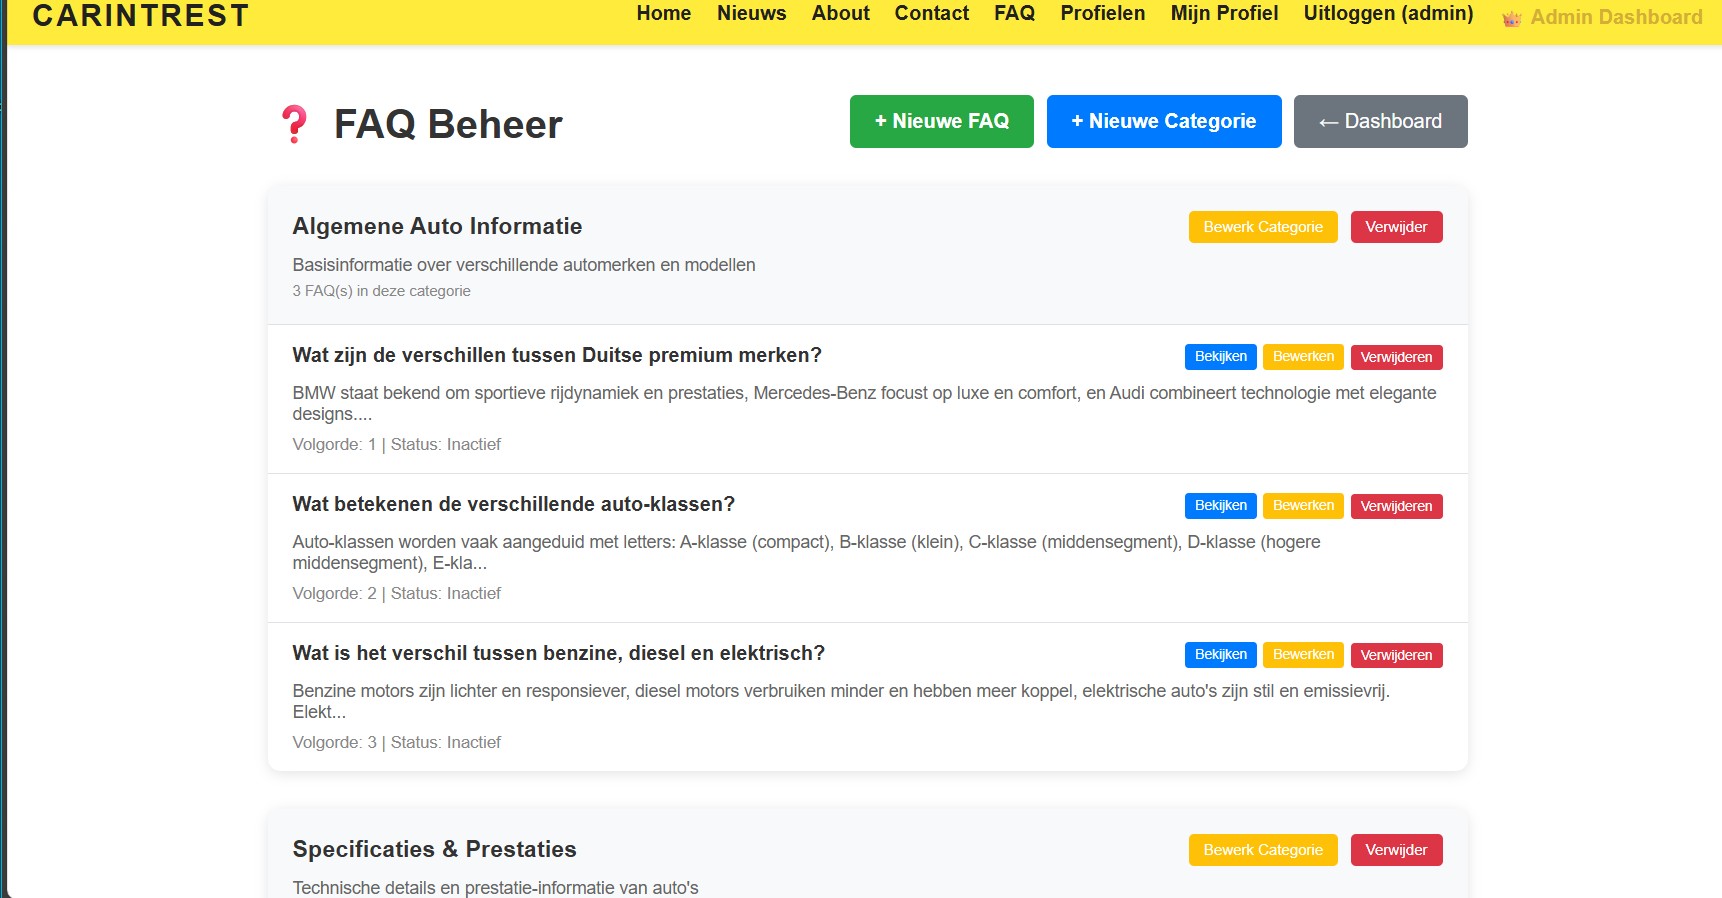 CARINTREST
Home Nieuws About Contact FAQ Profielen Mijn Profiel Uitloggen (admin) Admin Dashboard
FAQ Beheer
+ Nieuwe FAQ
+ Nieuwe Categorie
← Dashboard
Algemene Auto Informatie
Bewerk Categorie
Verwijder
Basisinformatie over verschillende automerken en modellen
3 FAQ(s) in deze categorie
Wat zijn de verschillen tussen Duitse premium merken?
Bekijken
Bewerken
Verwijderen
BMW staat bekend om sportieve rijdynamiek en prestaties, Mercedes-Benz focust op luxe en comfort, en Audi combineert technologie met elegante
designs....
Volgorde: 1 | Status: Inactief
Wat betekenen de verschillende auto-klassen?
Bekijken
Bewerken
Verwijderen
Auto-klassen worden vaak aangeduid met letters: A-klasse (compact), B-klasse (klein), C-klasse (middensegment), D-klasse (hogere
middensegment), E-kla...
Volgorde: 2 | Status: Inactief
Wat is het verschil tussen benzine, diesel en elektrisch?
Bekijken
Bewerken
Verwijderen
Benzine motors zijn lichter en responsiever, diesel motors verbruiken minder en hebben meer koppel, elektrische auto's zijn stil en emissievrij.
Elekt...
Volgorde: 3 | Status: Inactief
Specificaties & Prestaties
Bewerk Categorie
Verwijder
Technische details en prestatie-informatie van auto's